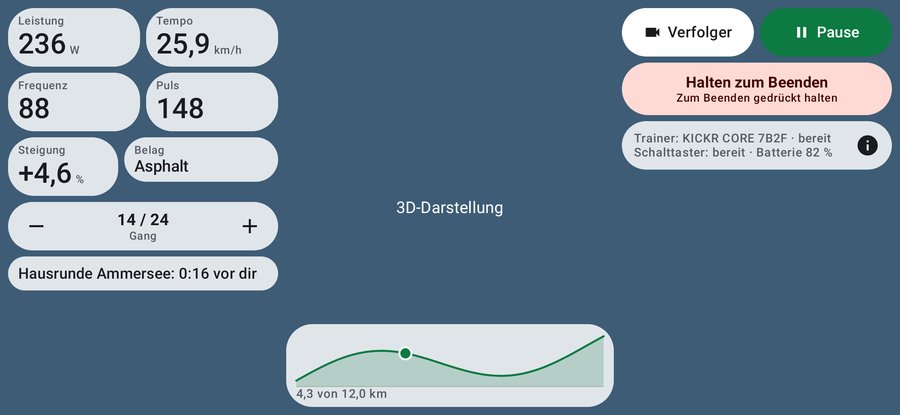 Leistung
236 W
Tempo
25,9 km/h
Frequenz
88
Puls
148
Steigung
+4,6 %
Belag
Asphalt
14 / 24
Gang
Hausrunde Ammersee: 0:16 vor dir
3D-Darstellung
4,3 von 12,0 km
Verfolger
Pause
Halten zum Beenden
Zum Beenden gedrückt halten
Trainer: KICKR CORE 7B2F · bereit
Schalttaster: bereit · Batterie 82 %